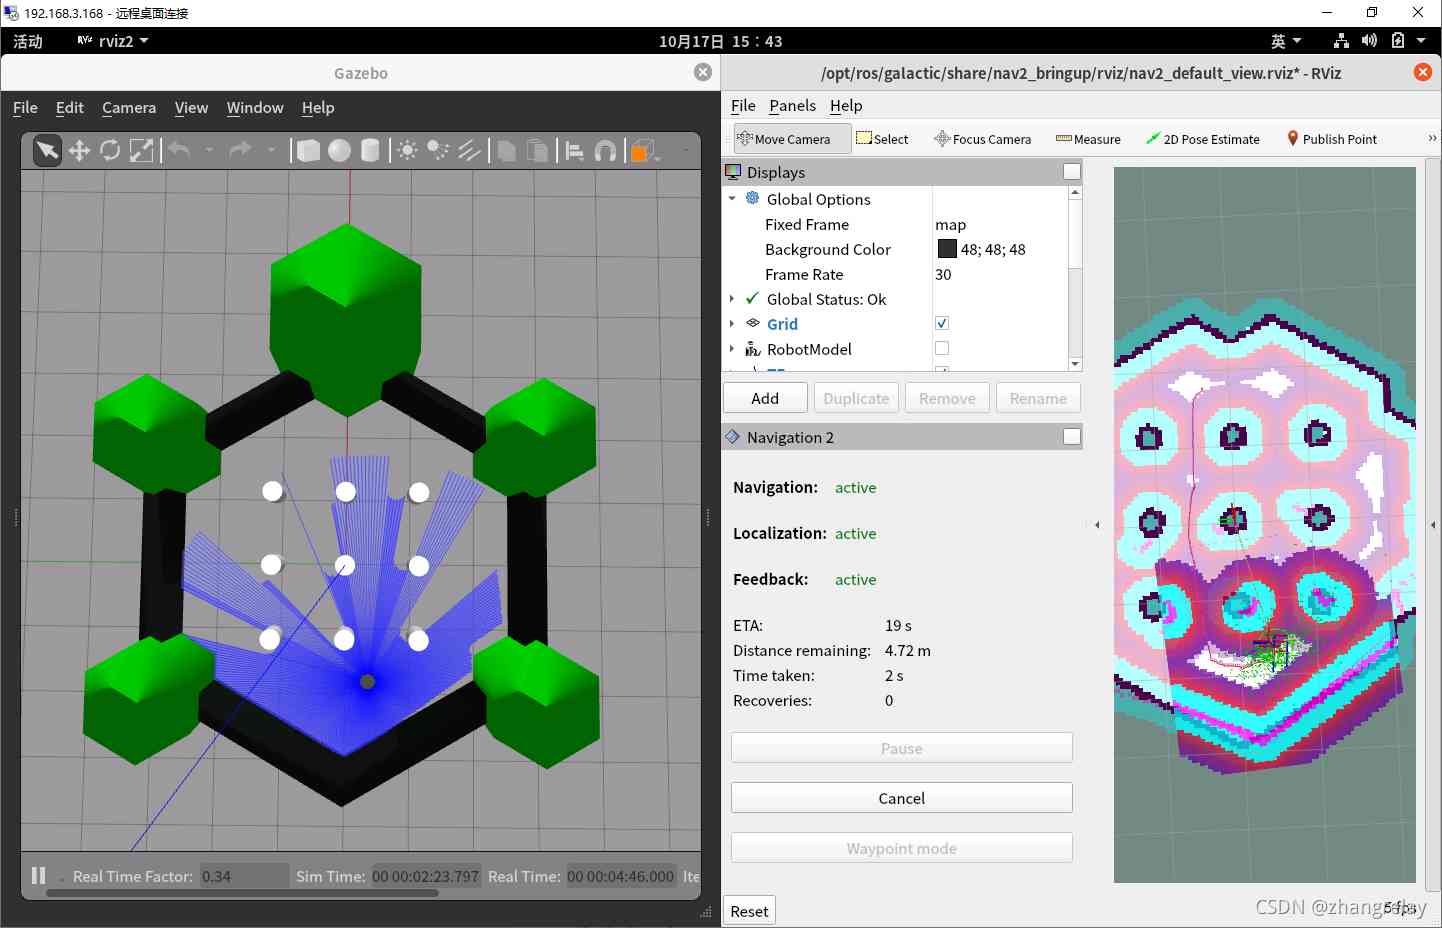 192.168.3.168 - 远程桌面连接
活动 rviz2 10月17日 15：43 英
Gazebo
File Edit Camera View Window Help
Real Time Factor: 0.34 Sim Time: 00 00:02:23.797 Real Time: 00 00:04:46.000 Ite
/opt/ros/galactic/share/nav2_bringup/rviz/nav2_default_view.rviz* - RViz
File Panels Help
Move Camera Select Focus Camera Measure 2D Pose Estimate Publish Point »
Displays
Global Options
Fixed Frame map
Background Color 48; 48; 48
Frame Rate 30
Global Status: Ok
Grid
RobotModel
Add Duplicate Remove Rename
Navigation 2
Navigation: active
Localization: active
Feedback: active
ETA: 19 s
Distance remaining: 4.72 m
Time taken: 2 s
Recoveries: 0
Pause
Cancel
Waypoint mode
Reset
5 fps
CSDN @zhangrelay